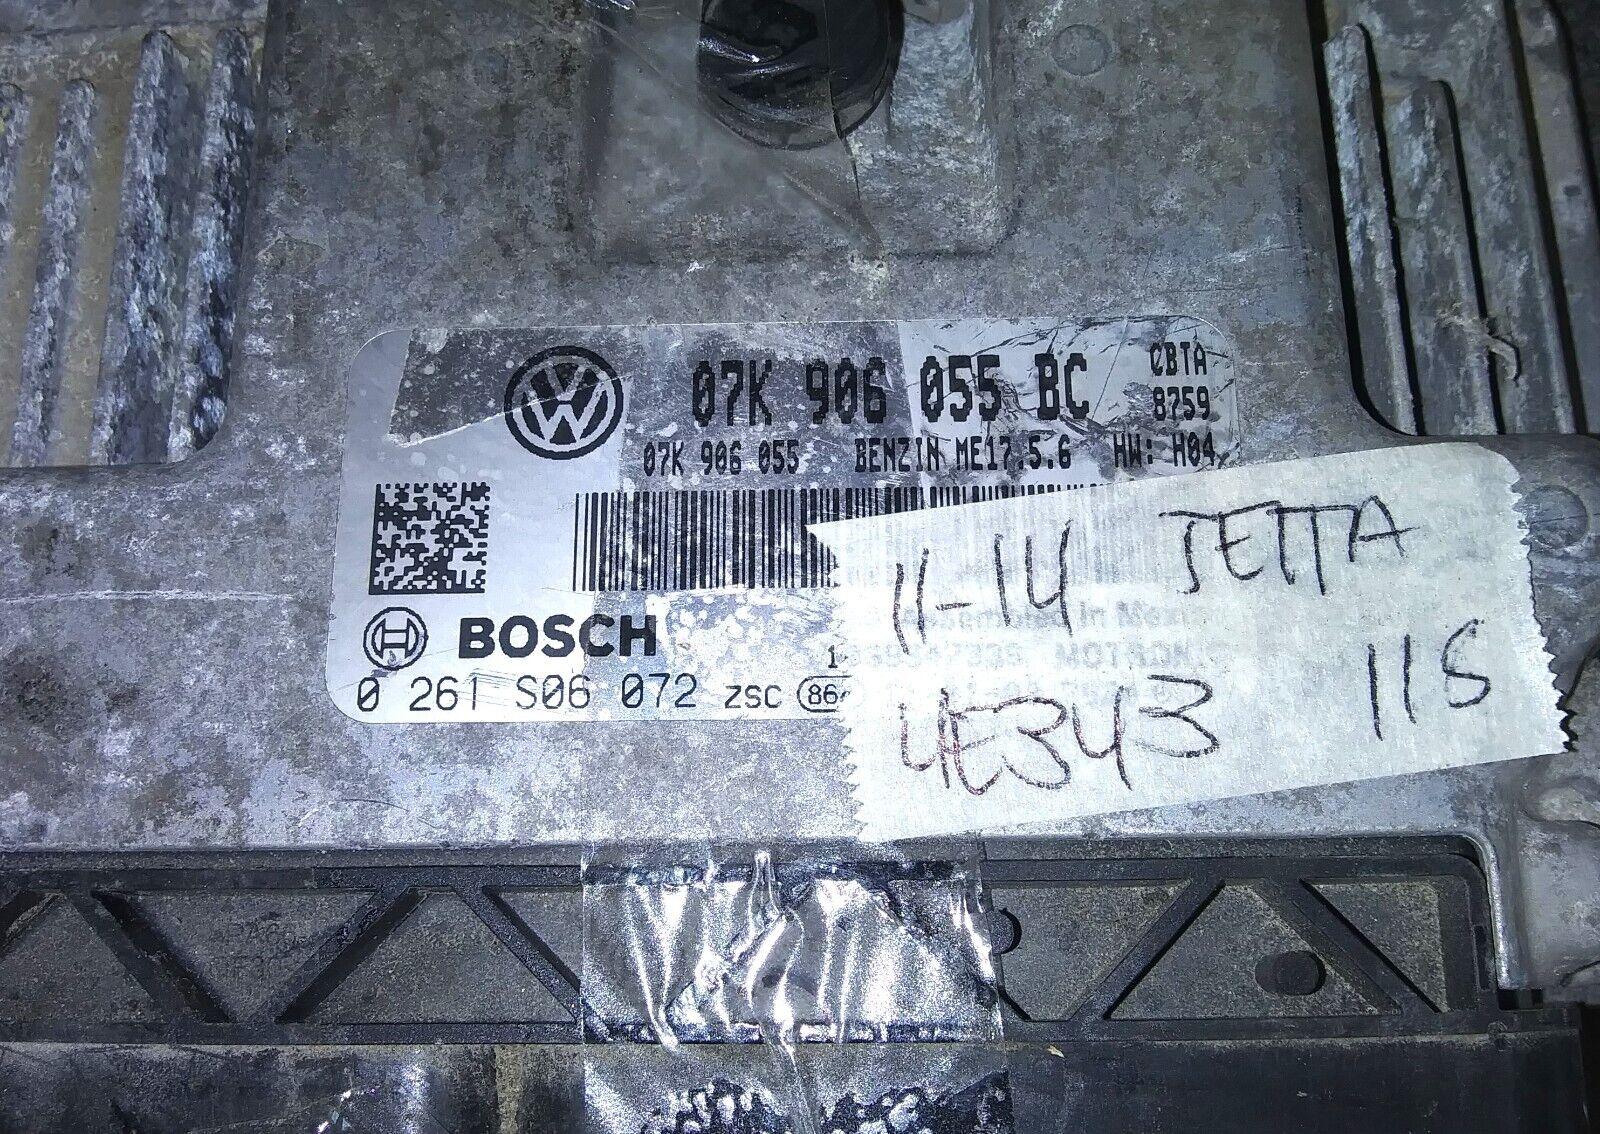 07K 906 055 BC
CBTA
8759
07K 906 055 BENZIN ME17.5.6 HW: H04
BOSCH
0 261 S06 072 ZSC
11-14 JETTA
4E343 11S